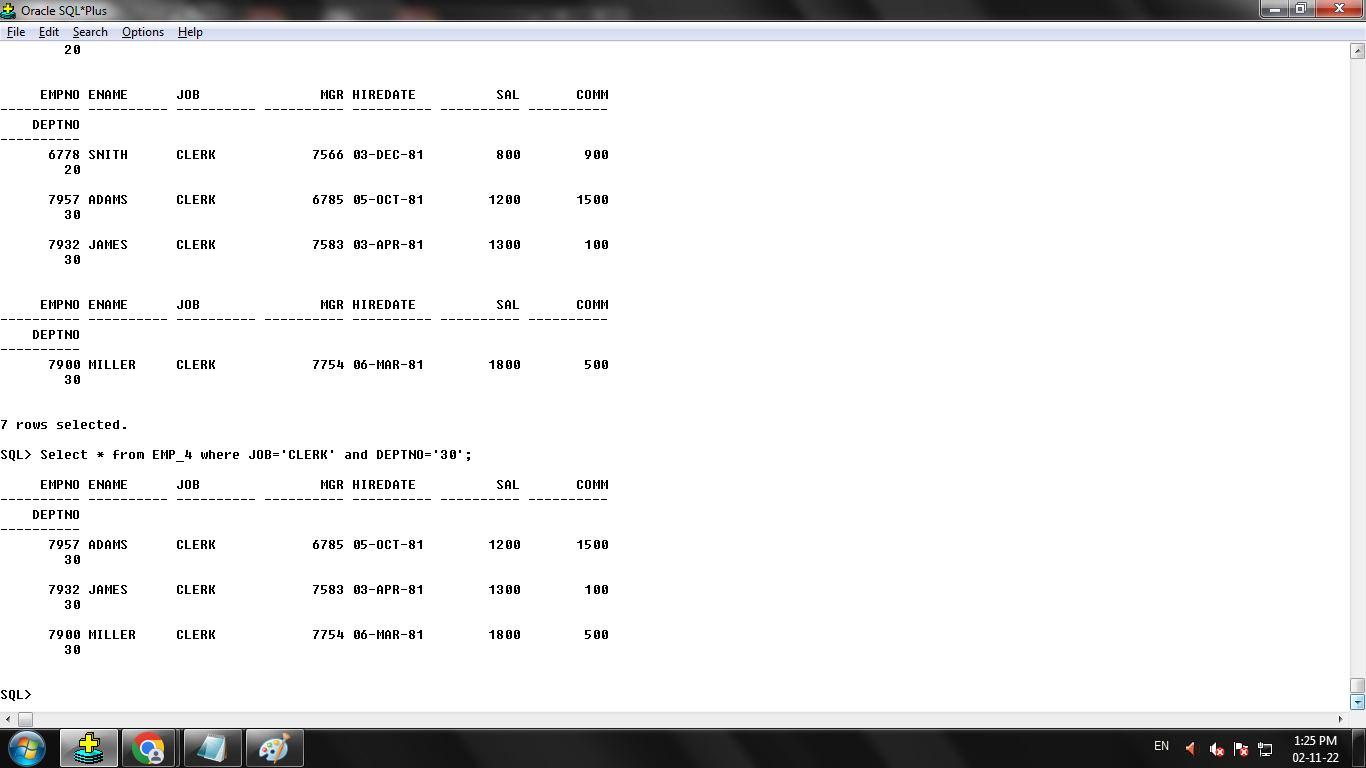 Oracle SQL*Plus
File Edit Search Options Help
20
EMPNO ENAME JOB MGR HIREDATE SAL COMM
---------- ---------- ---------- ---------- ---------- ---------- ----------
DEPTNO
----------
6778 SNITH CLERK 7566 03-DEC-81 800 900
20
7957 ADAMS CLERK 6785 05-OCT-81 1200 1500
30
7932 JAMES CLERK 7583 03-APR-81 1300 100
30
EMPNO ENAME JOB MGR HIREDATE SAL COMM
---------- ---------- ---------- ---------- ---------- ---------- ----------
DEPTNO
----------
7900 MILLER CLERK 7754 06-MAR-81 1800 500
30
7 rows selected.
SQL> Select * from EMP_4 where JOB='CLERK' and DEPTNO='30';
EMPNO ENAME JOB MGR HIREDATE SAL COMM
---------- ---------- ---------- ---------- ---------- ---------- ----------
DEPTNO
----------
7957 ADAMS CLERK 6785 05-OCT-81 1200 1500
30
7932 JAMES CLERK 7583 03-APR-81 1300 100
30
7900 MILLER CLERK 7754 06-MAR-81 1800 500
30
SQL>
EN
1:25 PM
02-11-22